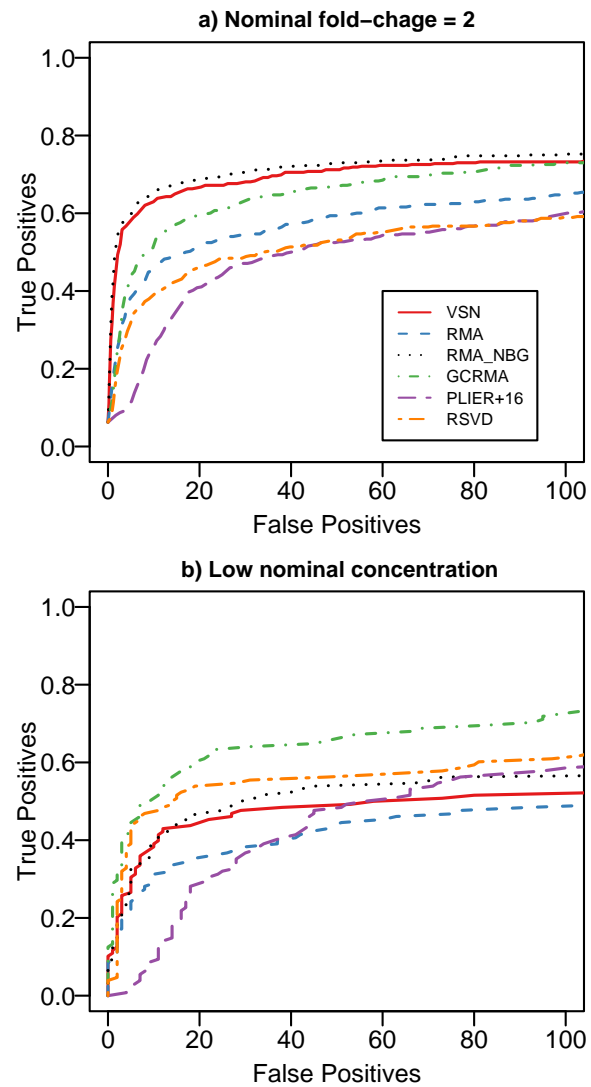 a) Nominal fold−chage = 2
1.0
0.8
0.6
0.4
0.2
0.0
True Positives
VSN
RMA
RMA_NBG
GCRMA
PLIER+16
RSVD
0 20 40 60 80 100
False Positives
b) Low nominal concentration
1.0
0.8
0.6
0.4
0.2
0.0
True Positives
0 20 40 60 80 100
False Positives